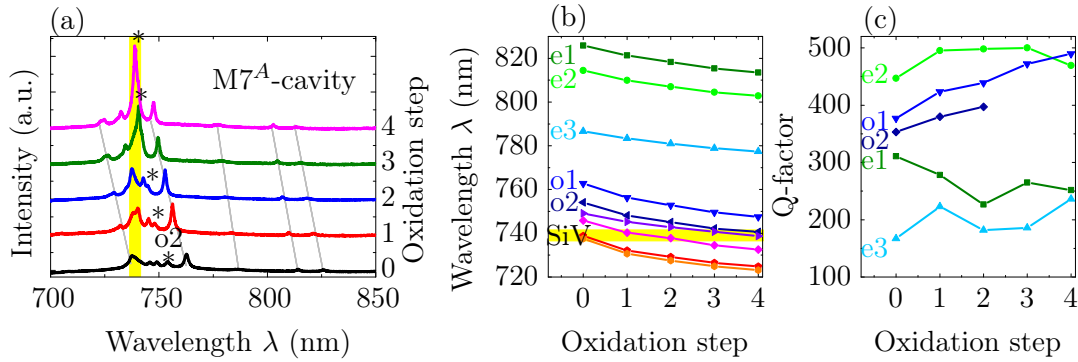 (a)
Intensity (a. u.)
M7^A-cavity
*
*
*
*
o2
*
4
3
2
1
0
Oxidation step
700
750
800
850
Wavelength λ (nm)
(b)
Wavelength λ (nm)
820
800
780
760
740
720
e1
e2
e3
o1
o2
SiV
0
1
2
3
4
Oxidation step
(c)
Q-factor
500
400
300
200
100
e2
o1
o2
e1
e3
0
1
2
3
4
Oxidation step